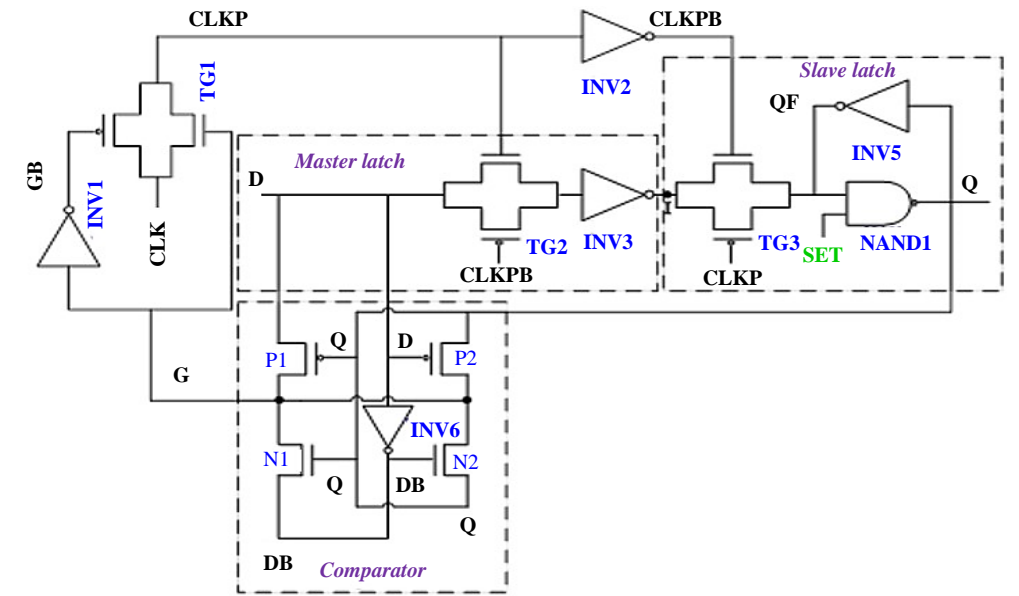 CLKP
CLKPB
TG1
INV2
Slave latch
QF
INV5
Master latch
D
GB
INV1
CLK
I
Q
TG2
INV3
TG3
SET
NAND1
CLKPB
CLKP
P1
Q
D
P2
G
INV6
N1
N2
Q
DB
Q
DB
Comparator